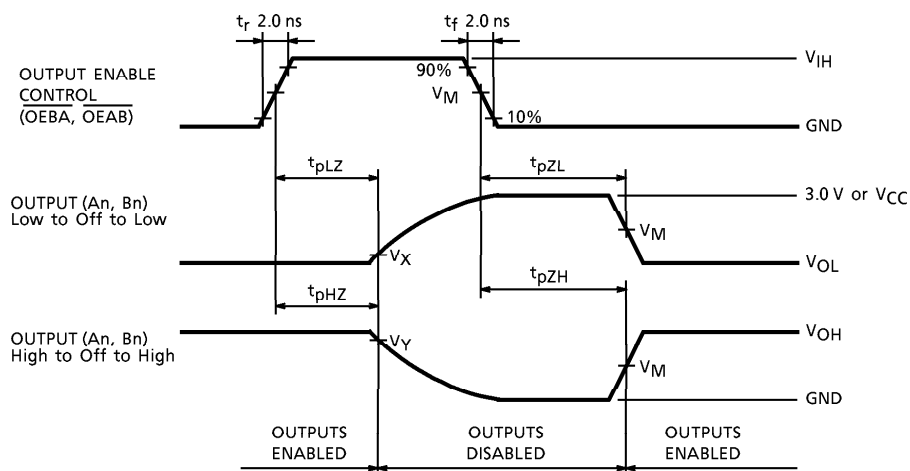 tr 2.0 ns
tf 2.0 ns
OUTPUT ENABLE
CONTROL
(OEBA, OEAB)
90%
VM
10%
VIH
GND
tpLZ
tpZL
OUTPUT (An, Bn)
Low to Off to Low
3.0 V or VCC
VM
VX
VOL
tpHZ
tpZH
OUTPUT (An, Bn)
High to Off to High
VOH
VY
VM
GND
OUTPUTS
ENABLED
OUTPUTS
DISABLED
OUTPUTS
ENABLED